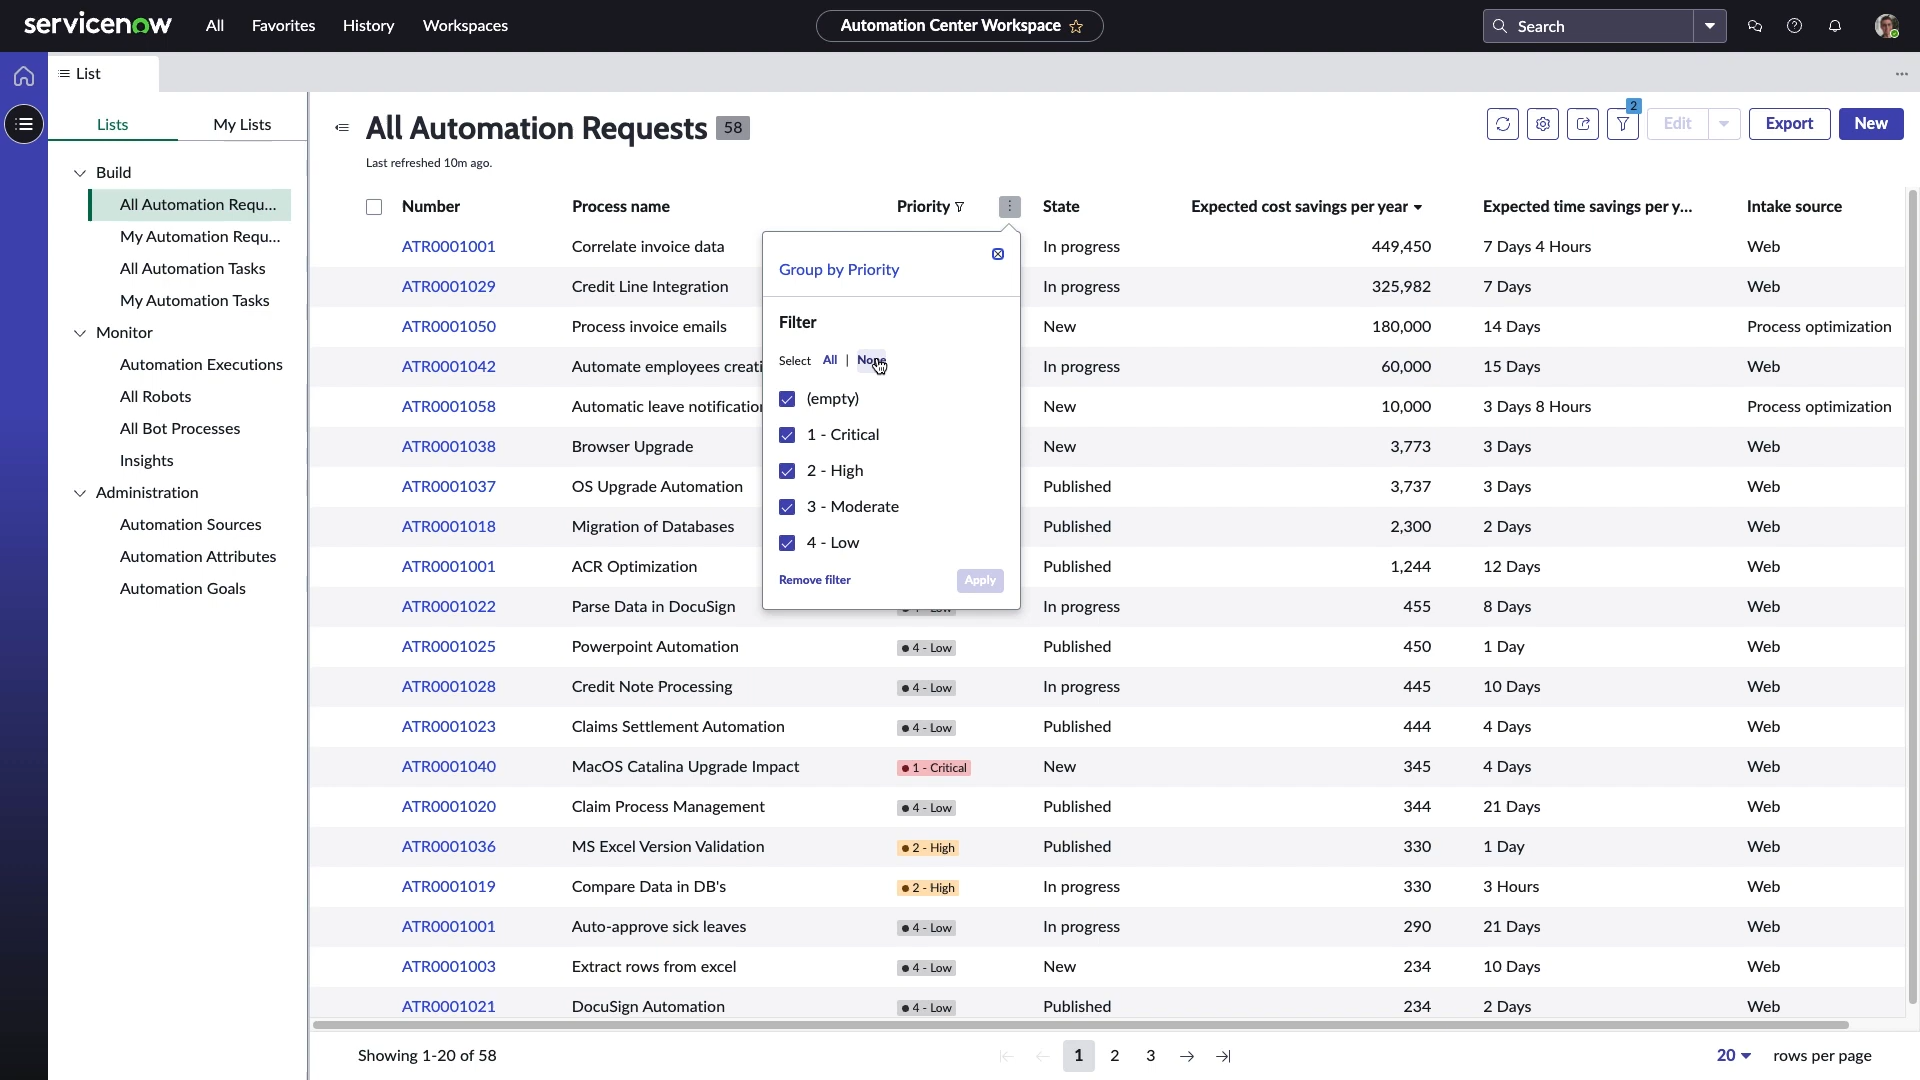 servicenow
All
Favorites
History
Workspaces
Automation Center Workspace
Search
List
Lists
My Lists
Build
All Automation Requ...
My Automation Requ...
All Automation Tasks
My Automation Tasks
Monitor
Automation Executions
All Robots
All Bot Processes
Insights
Administration
Automation Sources
Automation Attributes
Automation Goals
All Automation Requests 58
Last refreshed 10m ago.
2
Edit
Export
New
Number Process name Priority State Expected cost savings per year Expected time savings per y... Intake source
ATR0001001 Correlate invoice data In progress 449,450 7 Days 4 Hours Web
ATR0001029 Credit Line Integration In progress 325,982 7 Days Web
ATR0001050 Process invoice emails New 180,000 14 Days Process optimization
ATR0001042 Automate employees creati In progress 60,000 15 Days Web
ATR0001058 Automatic leave notification New 10,000 3 Days 8 Hours Process optimization
ATR0001038 Browser Upgrade New 3,773 3 Days Web
ATR0001037 OS Upgrade Automation Published 3,737 3 Days Web
ATR0001018 Migration of Databases Published 2,300 2 Days Web
ATR0001001 ACR Optimization Published 1,244 12 Days Web
ATR0001022 Parse Data in DocuSign In progress 455 8 Days Web
ATR0001025 Powerpoint Automation 4 - Low Published 450 1 Day Web
ATR0001028 Credit Note Processing 4 - Low In progress 445 10 Days Web
ATR0001023 Claims Settlement Automation 4 - Low Published 444 4 Days Web
ATR0001040 MacOS Catalina Upgrade Impact 1 - Critical New 345 4 Days Web
ATR0001020 Claim Process Management 4 - Low Published 344 21 Days Web
ATR0001036 MS Excel Version Validation 2 - High Published 330 1 Day Web
ATR0001019 Compare Data in DB's 2 - High In progress 330 3 Hours Web
ATR0001001 Auto-approve sick leaves 4 - Low In progress 290 21 Days Web
ATR0001003 Extract rows from excel 4 - Low New 234 10 Days Web
ATR0001021 DocuSign Automation 4 - Low Published 234 2 Days Web
Group by Priority
Filter
Select All | None
(empty)
1 - Critical
2 - High
3 - Moderate
4 - Low
Remove filter
Apply
Showing 1-20 of 58
1 2 3
20 rows per page